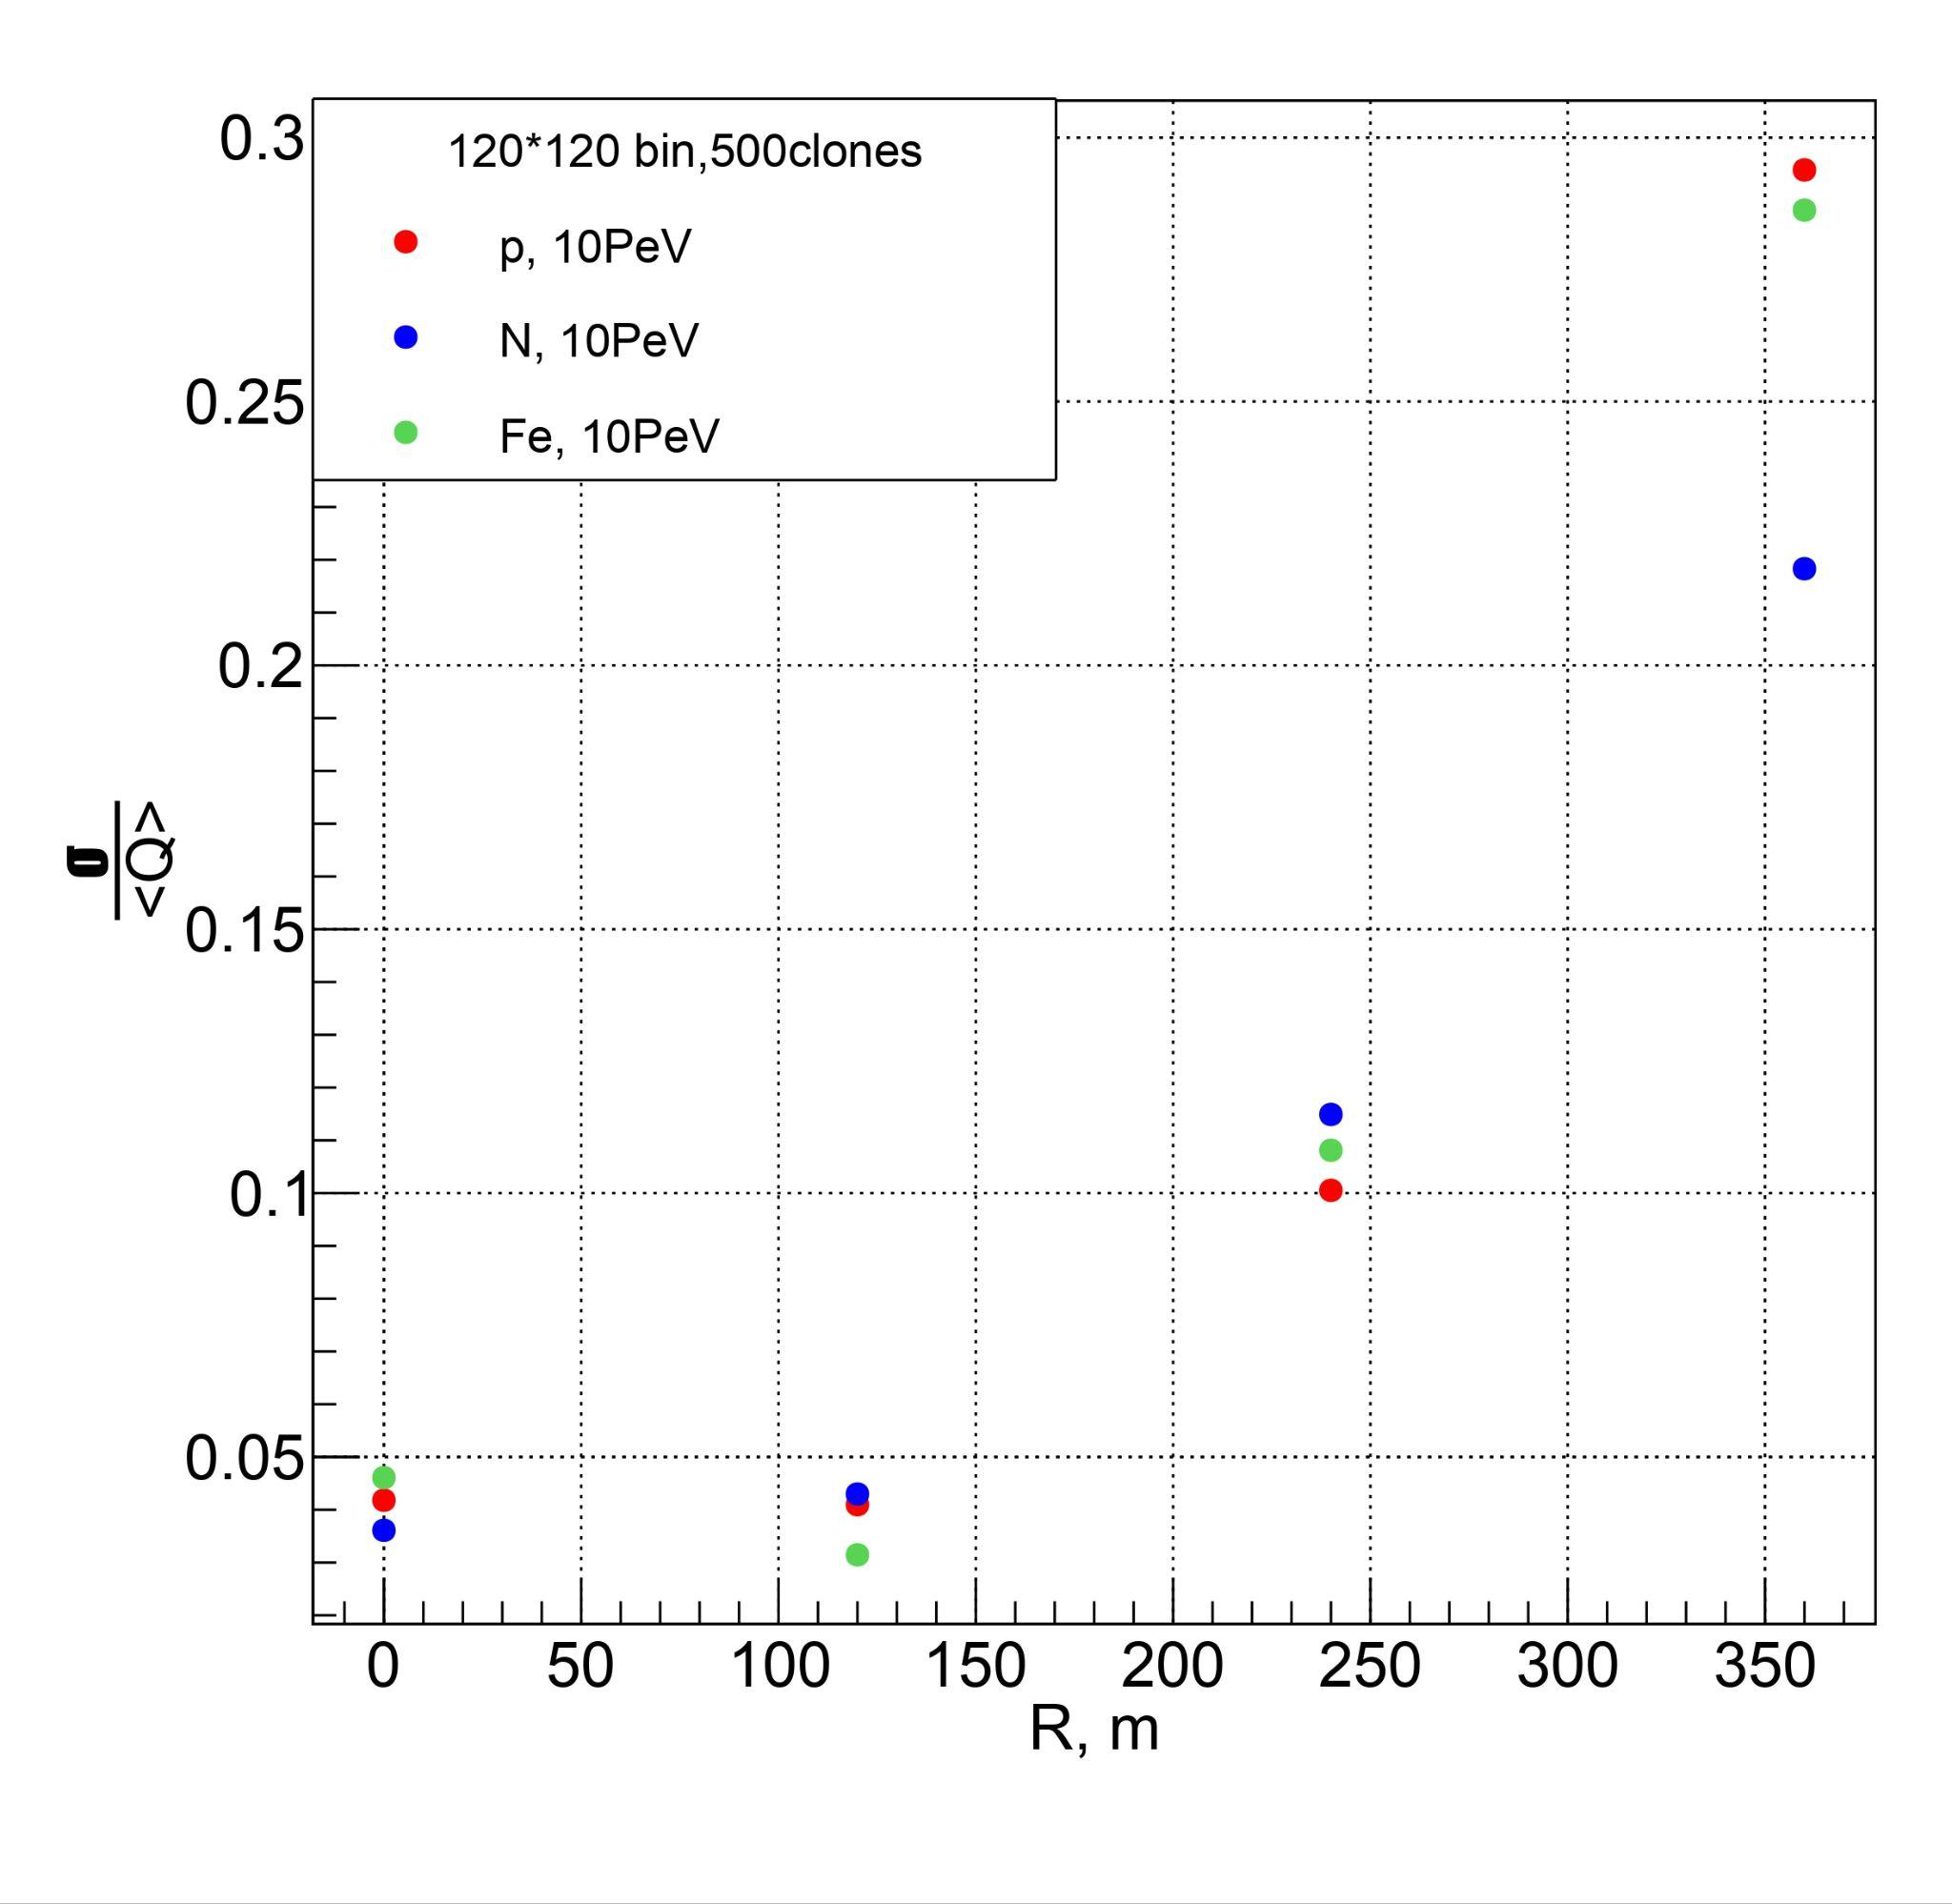 120*120 bin,500clones
p, 10PeV
N, 10PeV
Fe, 10PeV
0.3
0.25
0.2
0.15
0.1
0.05
σ
<Q>
0 50 100 150 200 250 300 350
R, m